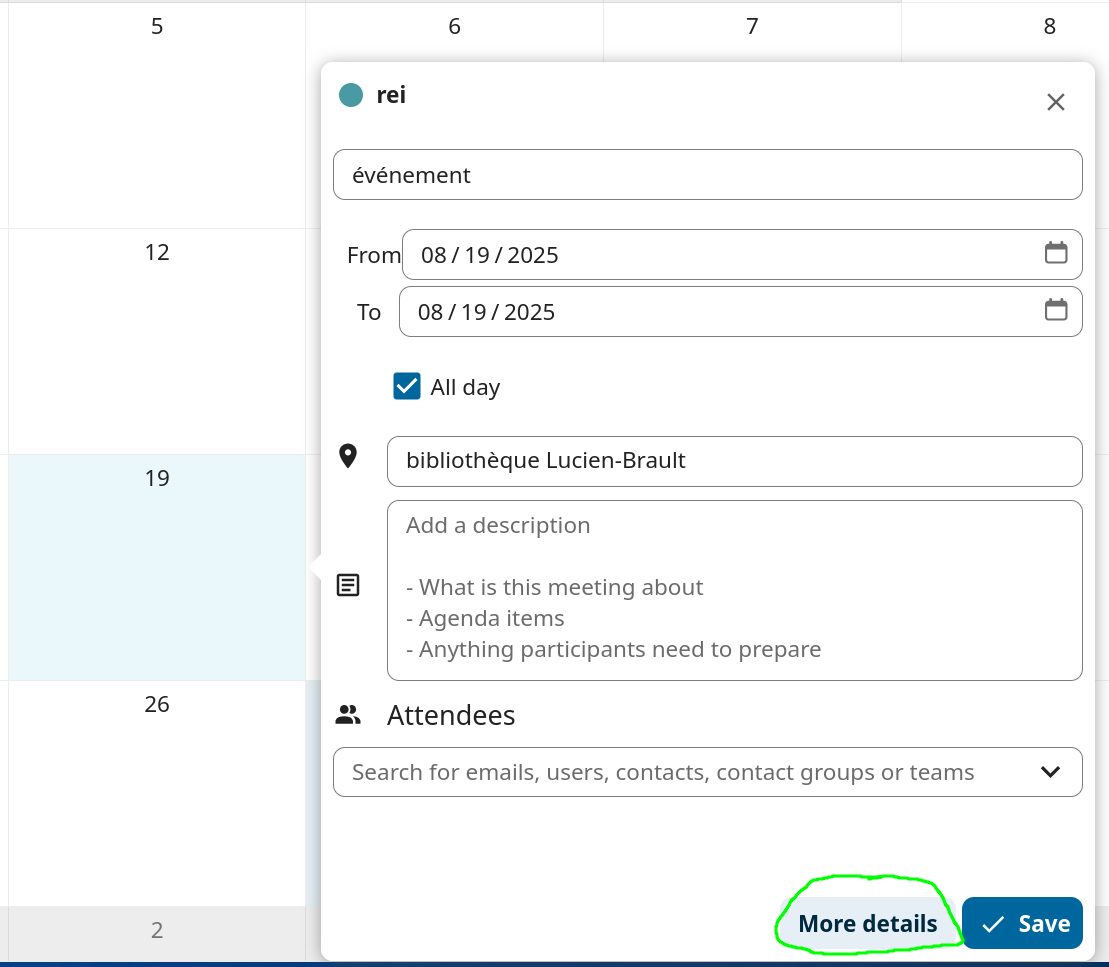 5 6 7 8
rei
événement
From 08 / 19 / 2025
12
To 08 / 19 / 2025
All day
bibliothèque Lucien-Brault
19
Add a description
- What is this meeting about
- Agenda items
- Anything participants need to prepare
26
Attendees
Search for emails, users, contacts, contact groups or teams
2
More details Save